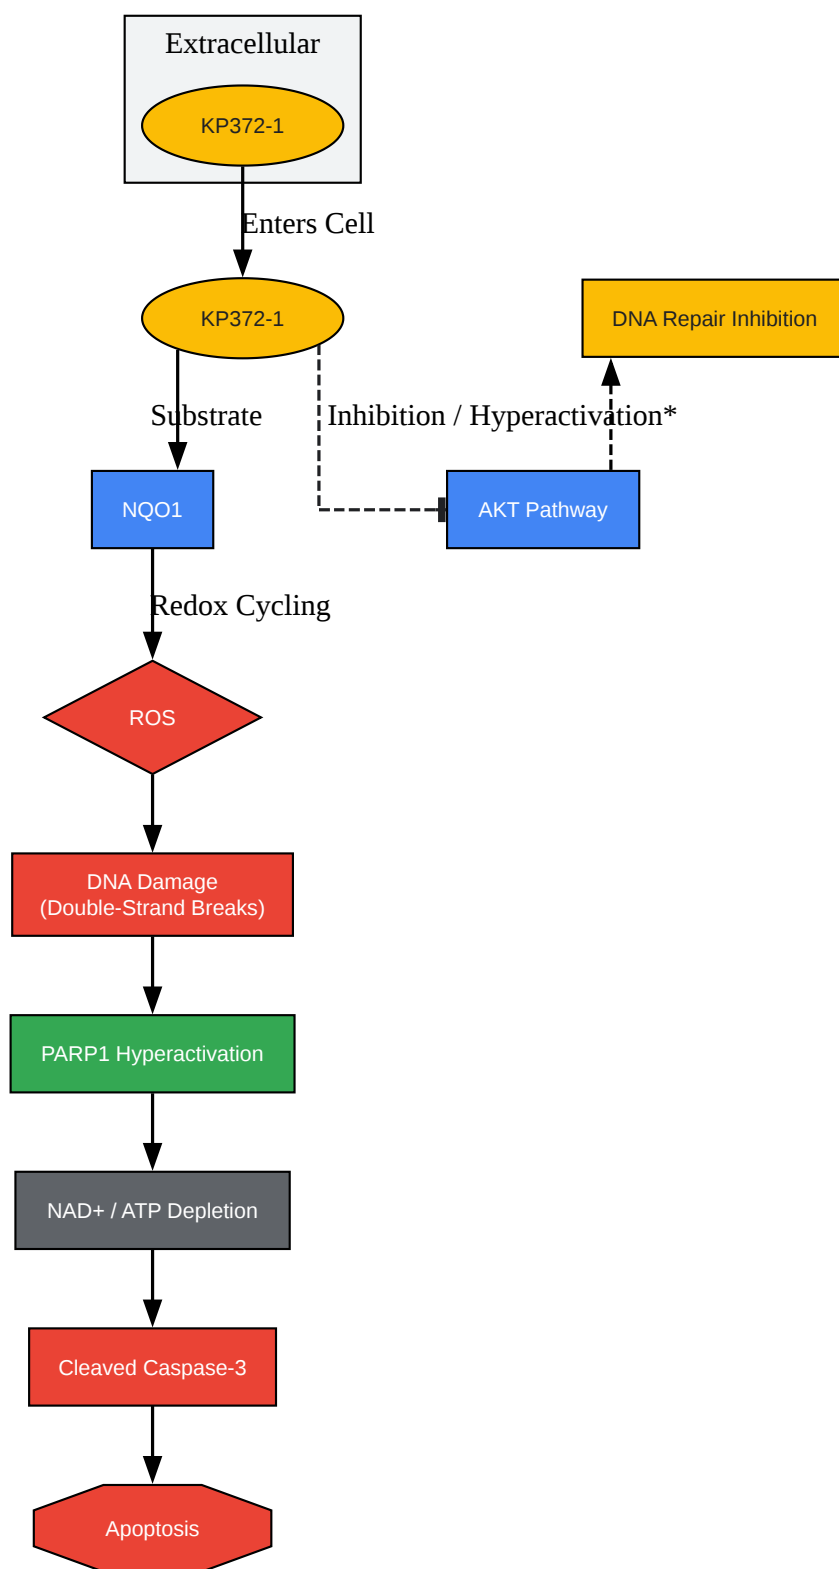 Extracellular
KP372-1
Enters Cell
KP372-1
DNA Repair Inhibition
Substrate
Inhibition / Hyperactivation*
NQO1
AKT Pathway
Redox Cycling
ROS
DNA Damage
(Double-Strand Breaks)
PARP1 Hyperactivation
NAD+ / ATP Depletion
Cleaved Caspase-3
Apoptosis